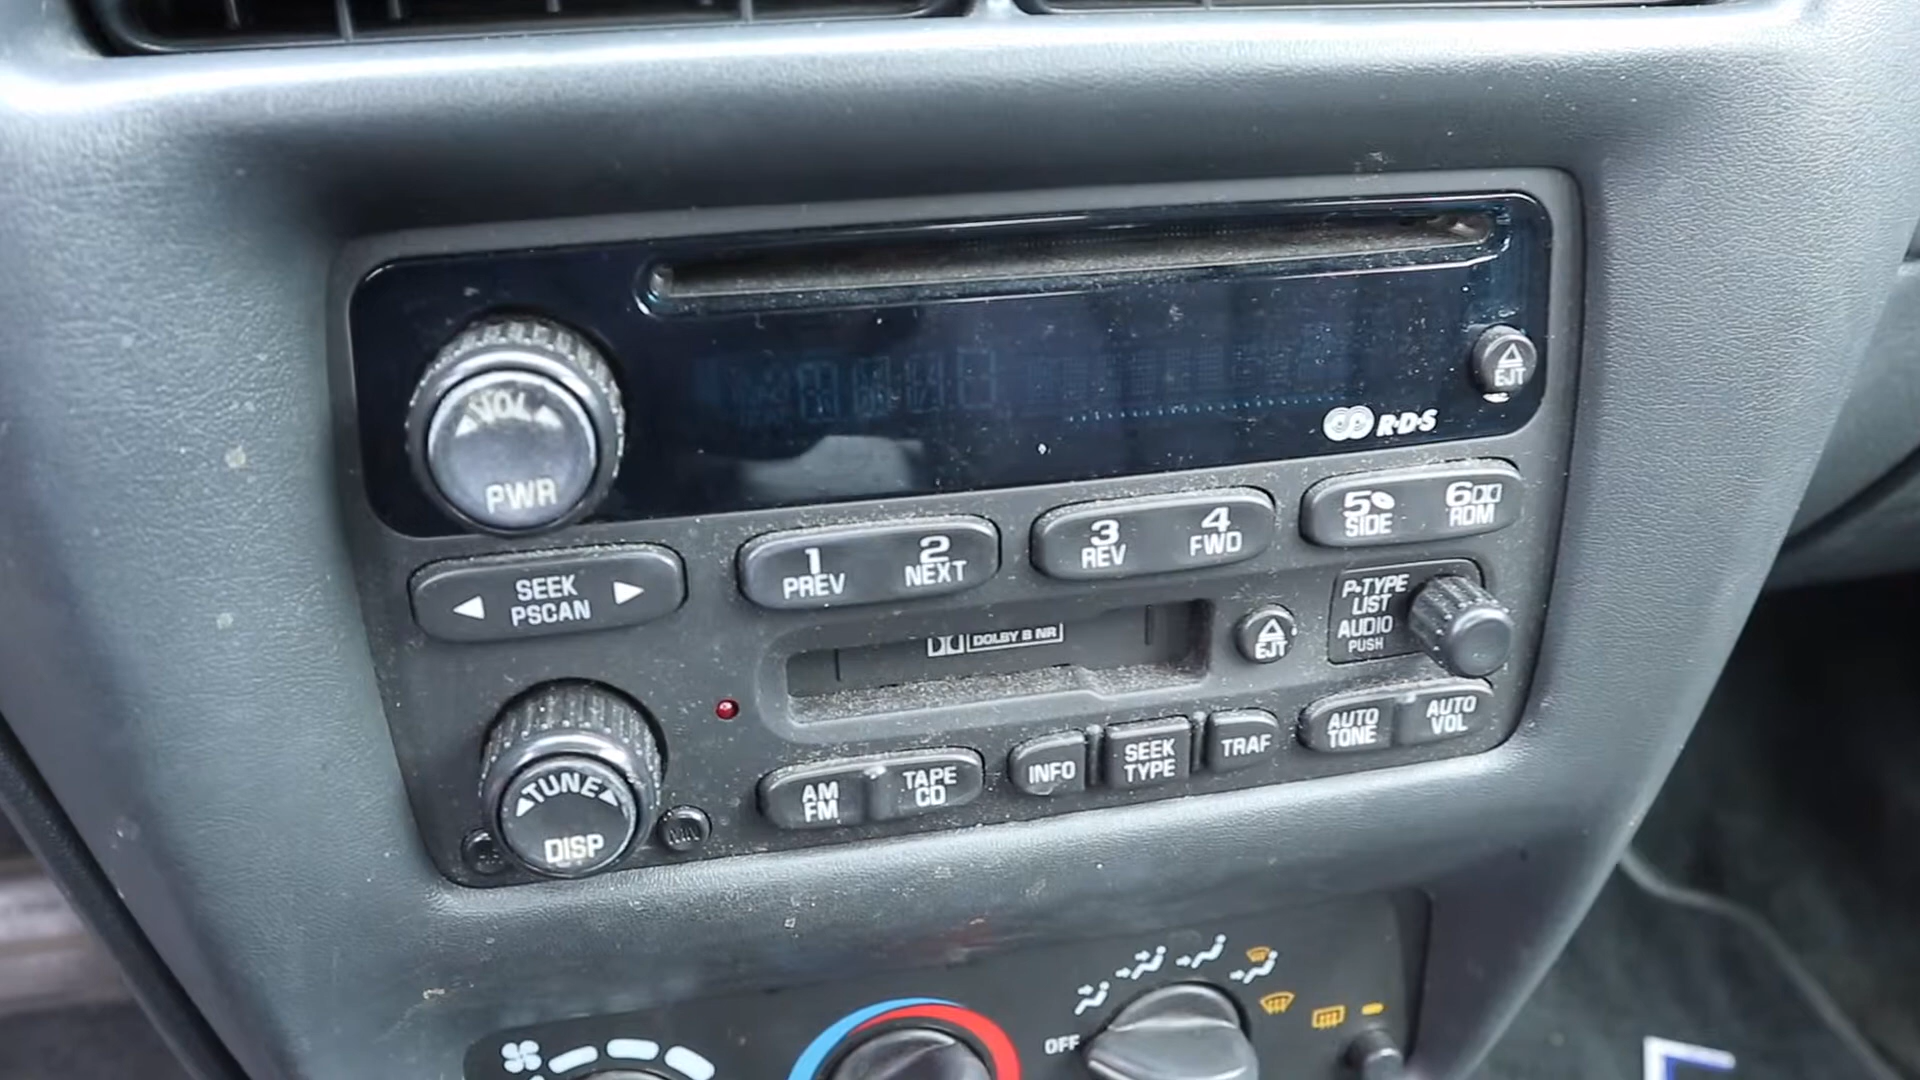 VOL
PWR
EJT
R·D·S
SEEK
PSCAN
1
PREV
2
NEXT
3
REV
4
FWD
5
SIDE
6
RDM
DOLBY B NR
EJT
P-TYPE
LIST
AUDIO
PUSH
TUNE
DISP
MN
AM
FM
TAPE
CD
INFO
SEEK
TYPE
TRAF
AUTO
TONE
AUTO
VOL
OFF